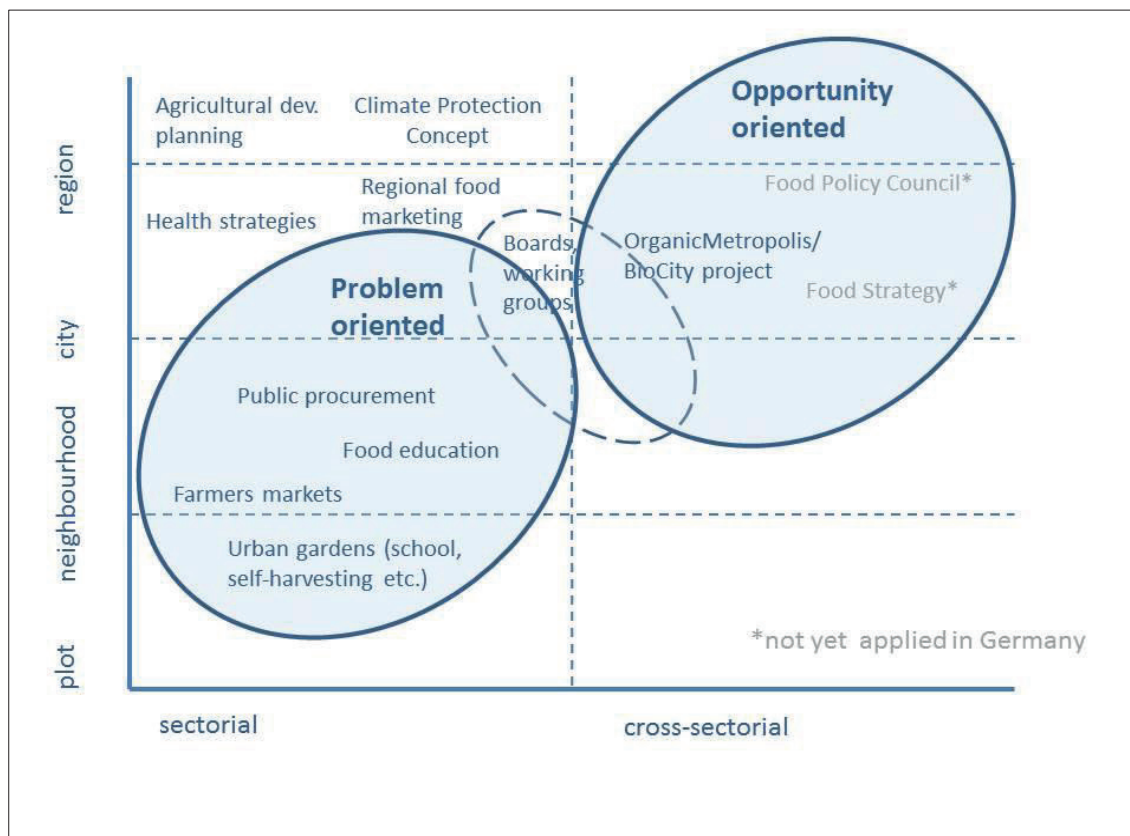 Agricultural dev.
planning
Climate Protection
Concept
Opportunity
oriented
region
Health strategies
Regional food
marketing
Food Policy Council*
Boards,
working
groups
OrganicMetropolis/
BioCity project
Food Strategy*
Problem
oriented
city
Public procurement
Food education
Farmers markets
neighbourhood
Urban gardens (school,
self-harvesting etc.)
*not yet applied in Germany
plot
sectorial
cross-sectorial